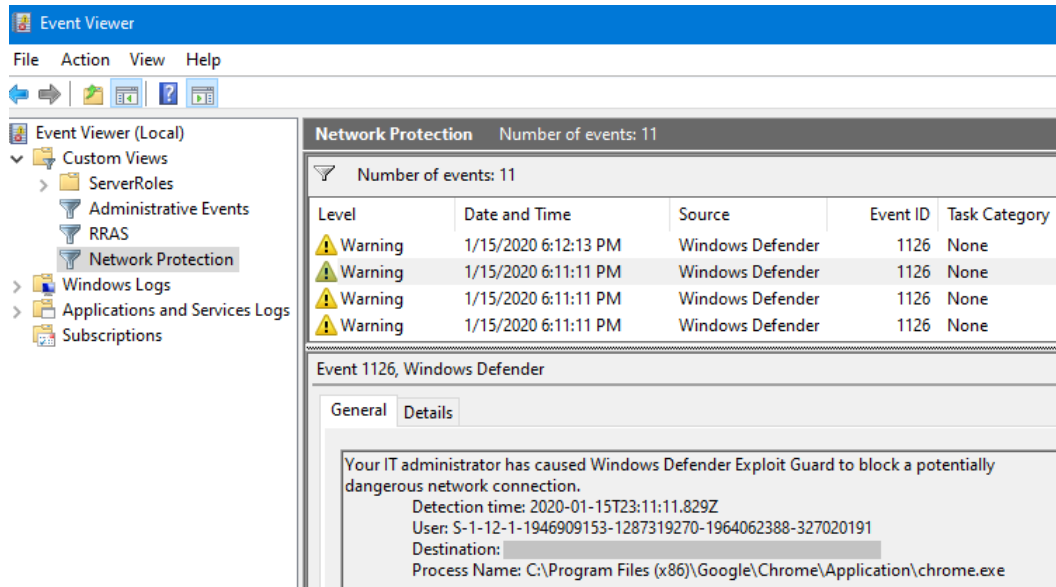 Event Viewer
File Action View Help
Event Viewer (Local)
Custom Views
ServerRoles
Administrative Events
RRAS
Network Protection
Windows Logs
Applications and Services Logs
Subscriptions
Network Protection Number of events: 11
Number of events: 11
Level Date and Time Source Event ID Task Category
Warning 1/15/2020 6:12:13 PM Windows Defender 1126 None
Warning 1/15/2020 6:11:11 PM Windows Defender 1126 None
Warning 1/15/2020 6:11:11 PM Windows Defender 1126 None
Warning 1/15/2020 6:11:11 PM Windows Defender 1126 None
Event 1126, Windows Defender
General Details
Your IT administrator has caused Windows Defender Exploit Guard to block a potentially
dangerous network connection.
Detection time: 2020-01-15T23:11:11.829Z
User: S-1-12-1-1946909153-1287319270-1964062388-327020191
Destination:
Process Name: C:\Program Files (x86)\Google\Chrome\Application\chrome.exe